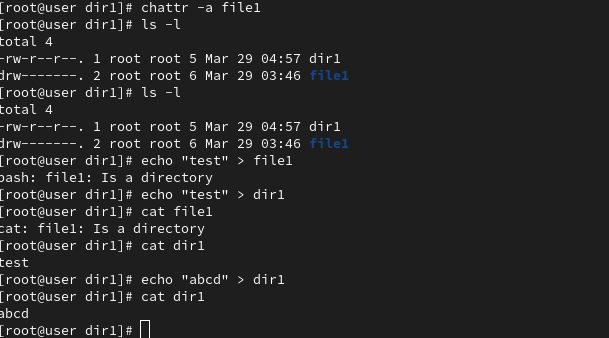 [root@user dir1]# chattr -a file1
[root@user dir1]# ls -l
total 4
-rw-r--r--. 1 root root 5 Mar 29 04:57 dir1
drw-------. 2 root root 6 Mar 29 03:46 file1
[root@user dir1]# ls -l
total 4
-rw-r--r--. 1 root root 5 Mar 29 04:57 dir1
drw-------. 2 root root 6 Mar 29 03:46 file1
[root@user dir1]# echo "test" > file1
bash: file1: Is a directory
[root@user dir1]# echo "test" > dir1
[root@user dir1]# cat file1
cat: file1: Is a directory
[root@user dir1]# cat dir1
test
[root@user dir1]# echo "abcd" > dir1
[root@user dir1]# cat dir1
abcd
[root@user dir1]#